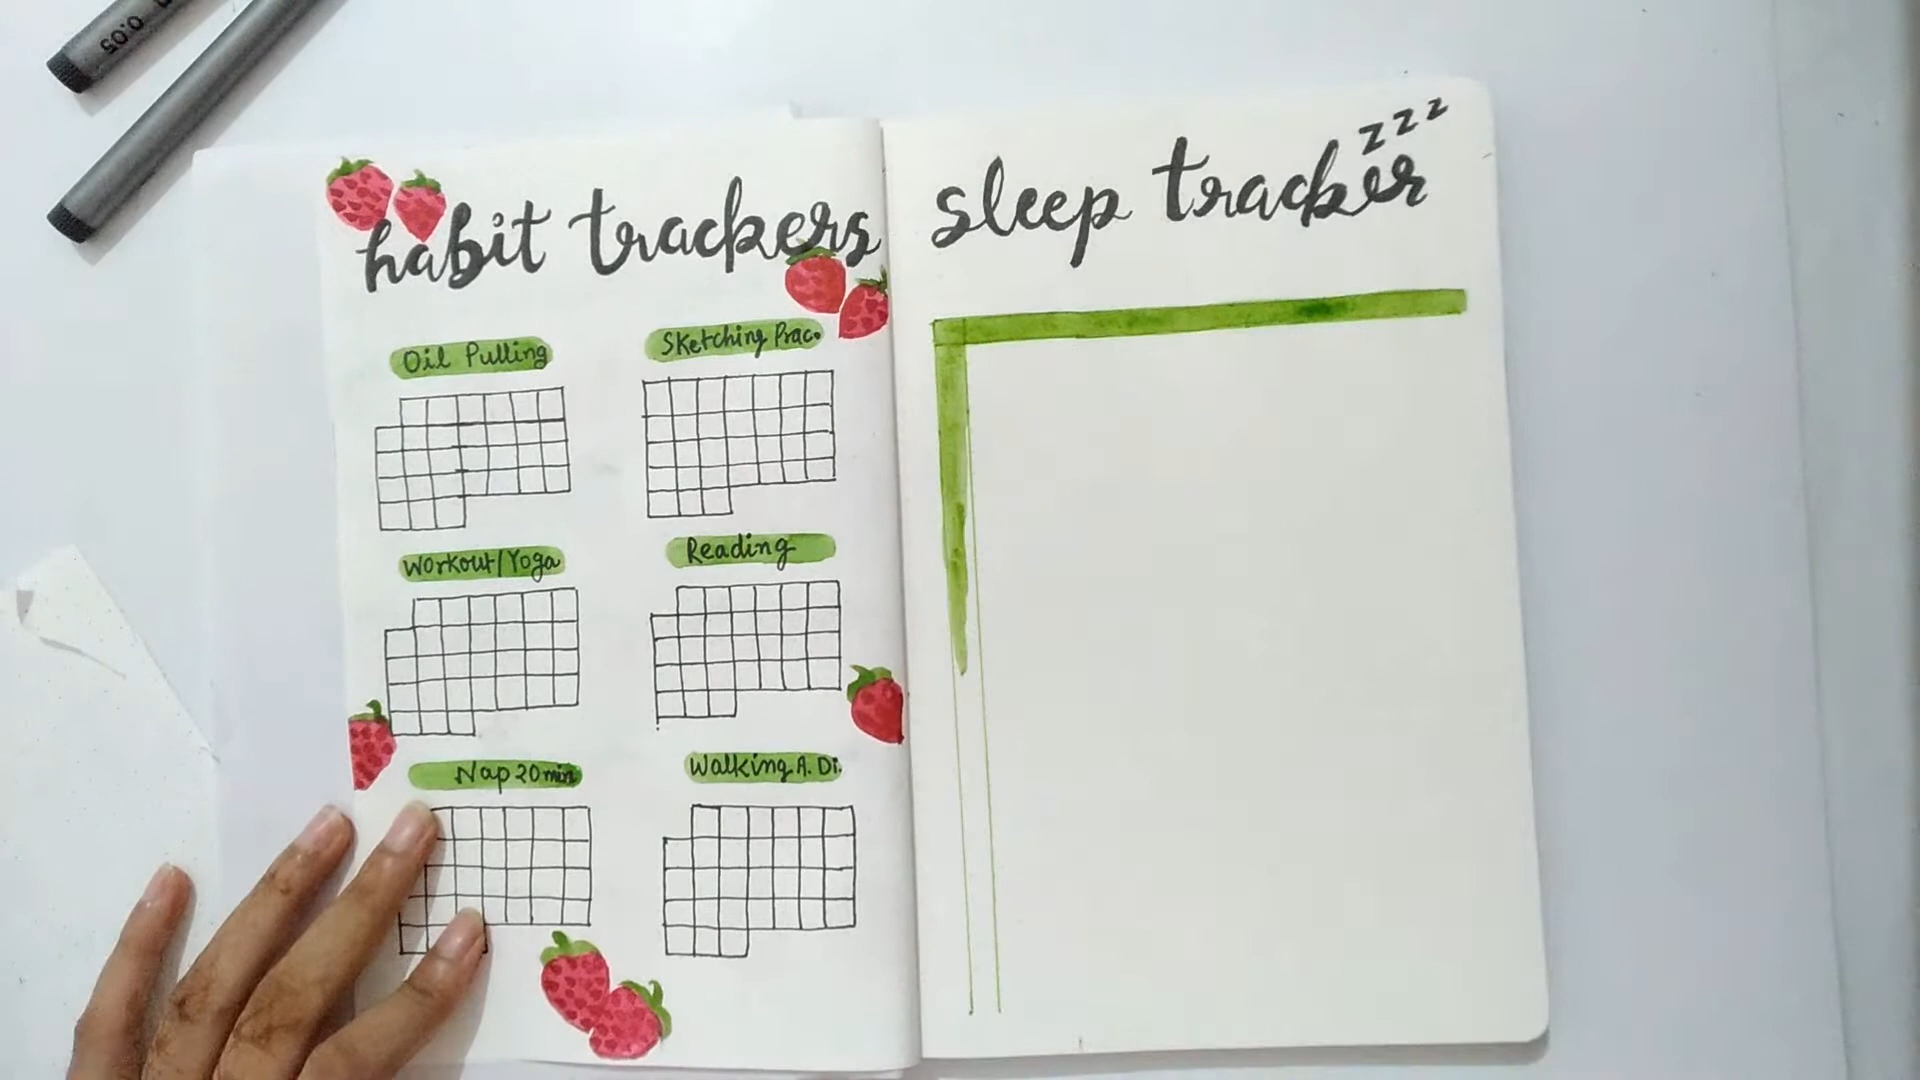 0.05
habit trackers
Oil Pulling
Sketching Prac.
Workout/Yoga
Reading
Nap 20 min
Walking A. Di.
zzz
sleep tracker